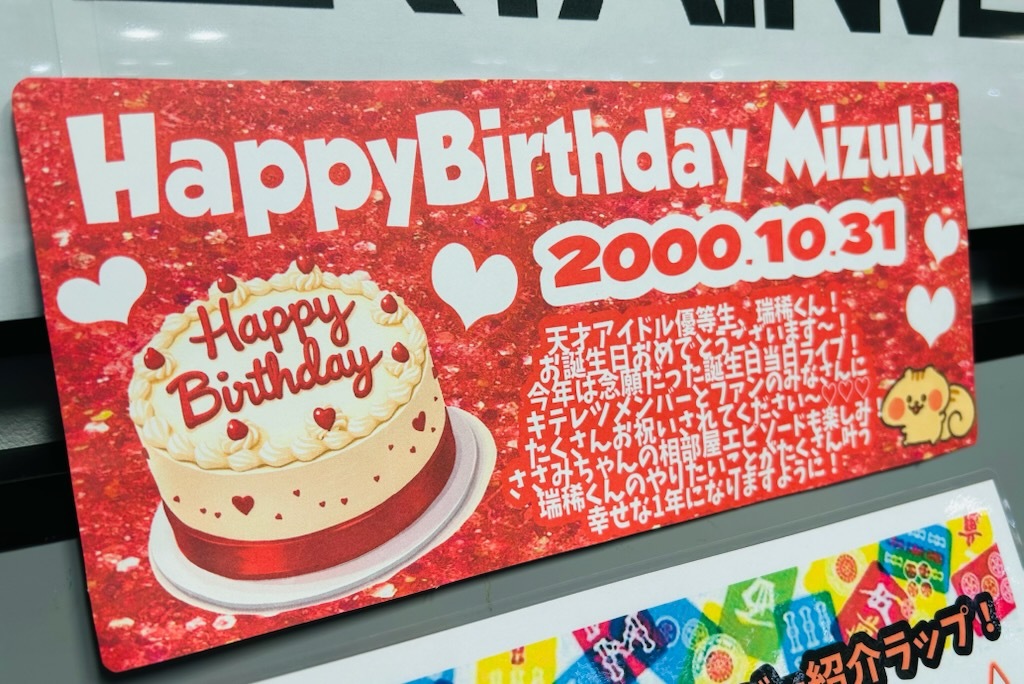 HappyBirthday Mizuki
2000.10.31
Happy
Birthday
天才アイドル優等生、瑞稀くん！
お誕生日おめでとうございます～！
今年は念願だった誕生日当日ライブ！
キテレツメンバーとファンのみなさんに
たくさんお祝いされてください～♡♡♡
ささみちゃんの相部屋エピソードも楽しみ
瑞稀くんのやりたいことがたくさん叶う
幸せな1年になりますように！
紹介ラップ！